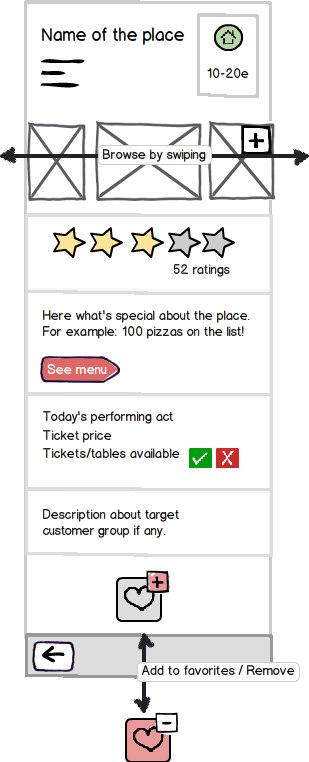 Name of the place
10-20e
Browse by swiping
52 ratings
Here what's special about the place.
For example: 100 pizzas on the list!
See menu
Today's performing act
Ticket price
Tickets/tables available
Description about target
customer group if any.
Add to favorites / Remove